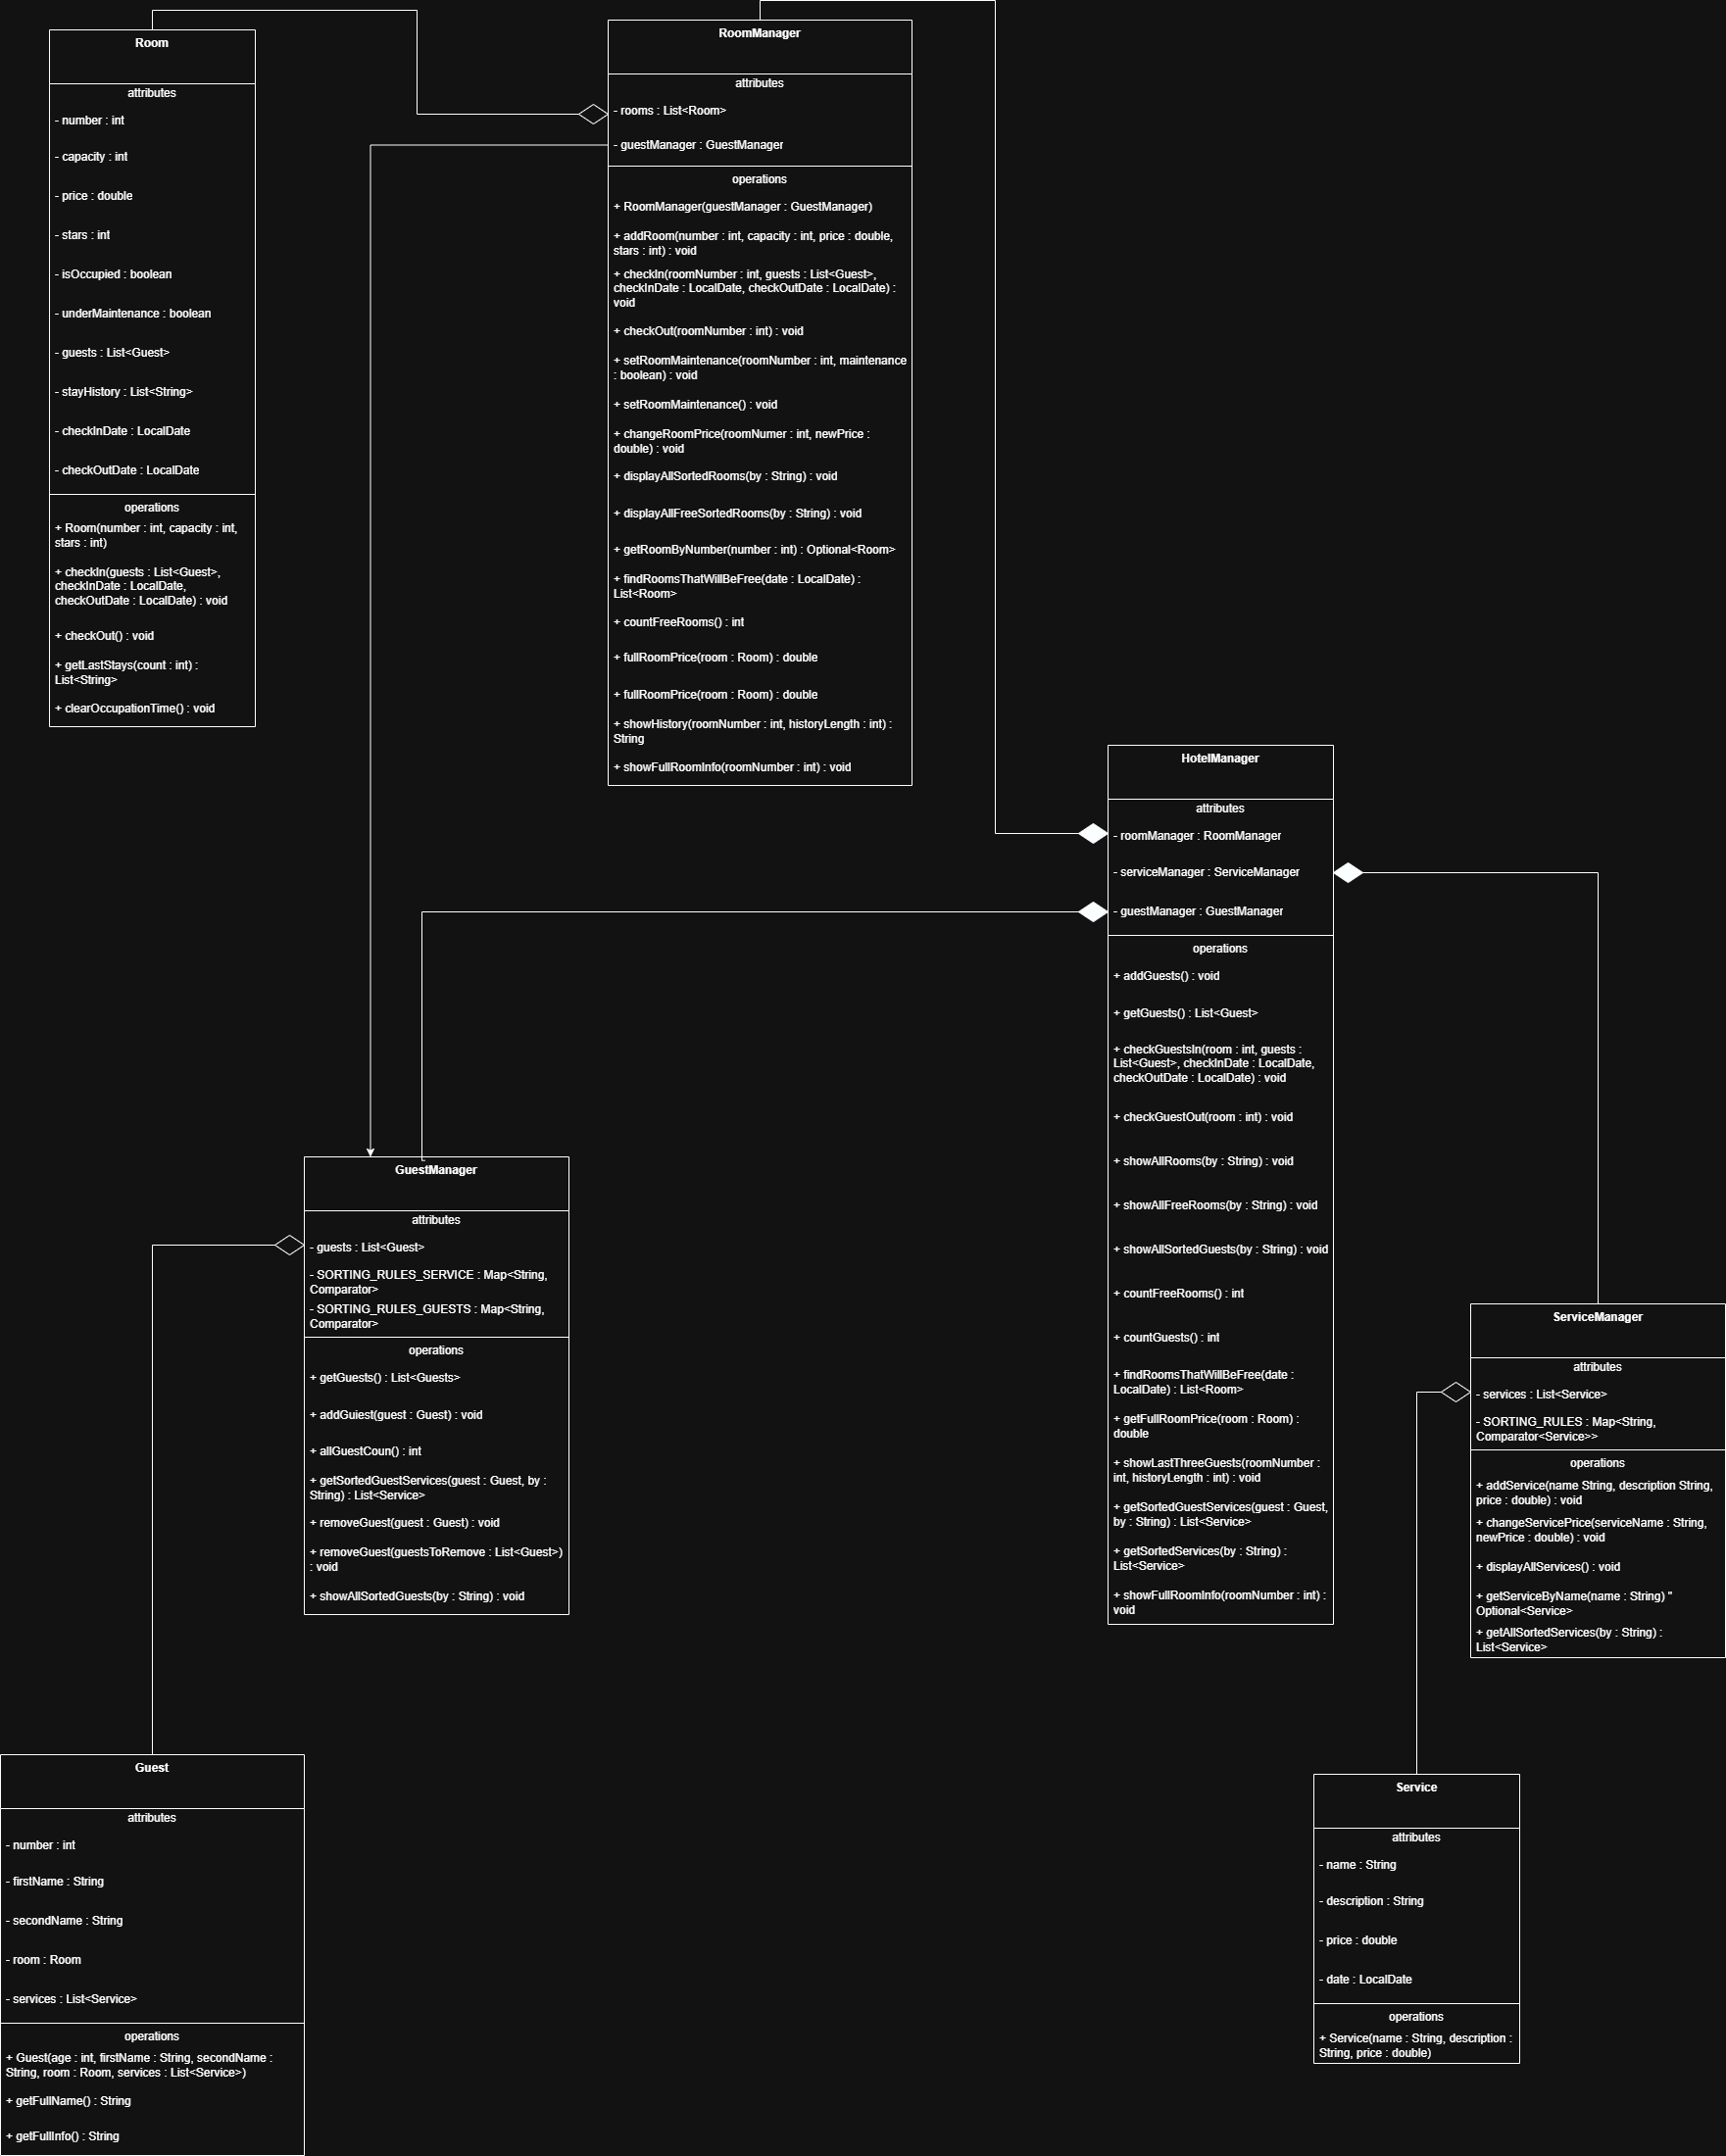 Room
attributes
- number : int
- capacity : int
- price : double
- stars : int
- isOccupied : boolean
- underMaintenance : boolean
- guests : List<Guest>
- stayHistory : List<String>
- checkInDate : LocalDate
- checkOutDate : LocalDate
operations
+ Room(number : int, capacity : int,
stars : int)
+ checkIn(guests : List<Guest>,
checkInDate : LocalDate,
checkOutDate : LocalDate) : void
+ checkOut() : void
+ getLastStays(count : int) :
List<String>
+ clearOccupationTime() : void
RoomManager
attributes
- rooms : List<Room>
- guestManager : GuestManager
operations
+ RoomManager(guestManager : GuestManager)
+ addRoom(number : int, capacity : int, price : double,
stars : int) : void
+ checkIn(roomNumber : int, guests : List<Guest>,
checkInDate : LocalDate, checkOutDate : LocalDate) :
void
+ checkOut(roomNumber : int) : void
+ setRoomMaintenance(roomNumber : int, maintenance
: boolean) : void
+ setRoomMaintenance() : void
+ changeRoomPrice(roomNumer : int, newPrice :
double) : void
+ displayAllSortedRooms(by : String) : void
+ displayAllFreeSortedRooms(by : String) : void
+ getRoomByNumber(number : int) : Optional<Room>
+ findRoomsThatWillBeFree(date : LocalDate) :
List<Room>
+ countFreeRooms() : int
+ fullRoomPrice(room : Room) : double
+ fullRoomPrice(room : Room) : double
+ showHistory(roomNumber : int, historyLength : int) :
String
+ showFullRoomInfo(roomNumber : int) : void
HotelManager
attributes
- roomManager : RoomManager
- serviceManager : ServiceManager
- guestManager : GuestManager
operations
+ addGuests() : void
+ getGuests() : List<Guest>
+ checkGuestsIn(room : int, guests :
List<Guest>, checkInDate : LocalDate,
checkOutDate : LocalDate) : void
+ checkGuestOut(room : int) : void
+ showAllRooms(by : String) : void
+ showAllFreeRooms(by : String) : void
+ showAllSortedGuests(by : String) : void
+ countFreeRooms() : int
+ countGuests() : int
+ findRoomsThatWillBeFree(date :
LocalDate) : List<Room>
+ getFullRoomPrice(room : Room) :
double
+ showLastThreeGuests(roomNumber :
int, historyLength : int) : void
+ getSortedGuestServices(guest : Guest,
by : String) : List<Service>
+ getSortedServices(by : String) :
List<Service>
+ showFullRoomInfo(roomNumber : int) :
void
GuestManager
attributes
- guests : List<Guest>
- SORTING_RULES_SERVICE : Map<String,
Comparator>
- SORTING_RULES_GUESTS : Map<String,
Comparator>
operations
+ getGuests() : List<Guests>
+ addGuiest(guest : Guest) : void
+ allGuestCoun() : int
+ getSortedGuestServices(guest : Guest, by :
String) : List<Service>
+ removeGuest(guest : Guest) : void
+ removeGuest(guestsToRemove : List<Guest>)
: void
+ showAllSortedGuests(by : String) : void
ServiceManager
attributes
- services : List<Service>
- SORTING_RULES : Map<String,
Comparator<Service>>
operations
+ addService(name String, description String,
price : double) : void
+ changeServicePrice(serviceName : String,
newPrice : double) : void
+ displayAllServices() : void
+ getServiceByName(name : String) "
Optional<Service>
+ getAllSortedServices(by : String) :
List<Service>
Guest
attributes
- number : int
- firstName : String
- secondName : String
- room : Room
- services : List<Service>
operations
+ Guest(age : int, firstName : String, secondName :
String, room : Room, services : List<Service>)
+ getFullName() : String
+ getFullInfo() : String
Service
attributes
- name : String
- description : String
- price : double
- date : LocalDate
operations
+ Service(name : String, description :
String, price : double)